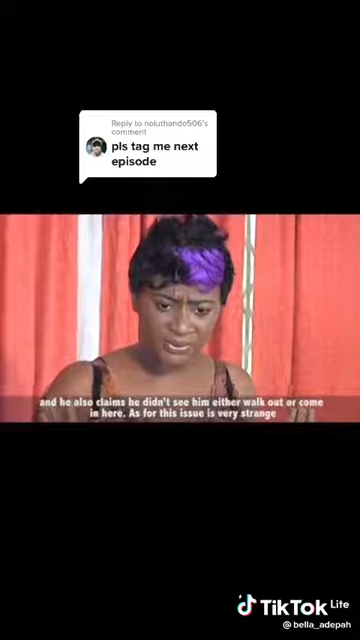 Reply to noluthando506's
comment
pls tag me next
episode
and he also claims he didn't see him either walk out or come
in here. As for this issue is very strange
TikTok Lite
@bella_adepah